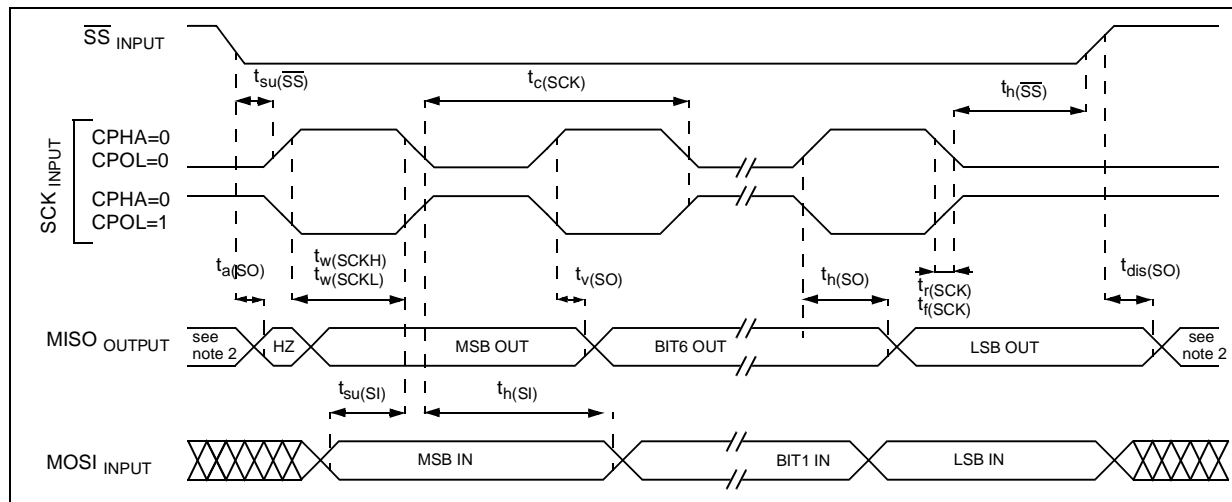 SS INPUT
tsu(SS)
tc(SCK)
th(SS)
SCK INPUT
CPHA=0
CPOL=0
CPHA=0
CPOL=1
ta(SO)
tw(SCKH)
tw(SCKL)
tv(SO)
th(SO)
tr(SCK)
tf(SCK)
tdis(SO)
MISO OUTPUT
see
note 2
HZ
MSB OUT
BIT6 OUT
LSB OUT
see
note 2
tsu(SI)
th(SI)
MOSI INPUT
MSB IN
BIT1 IN
LSB IN